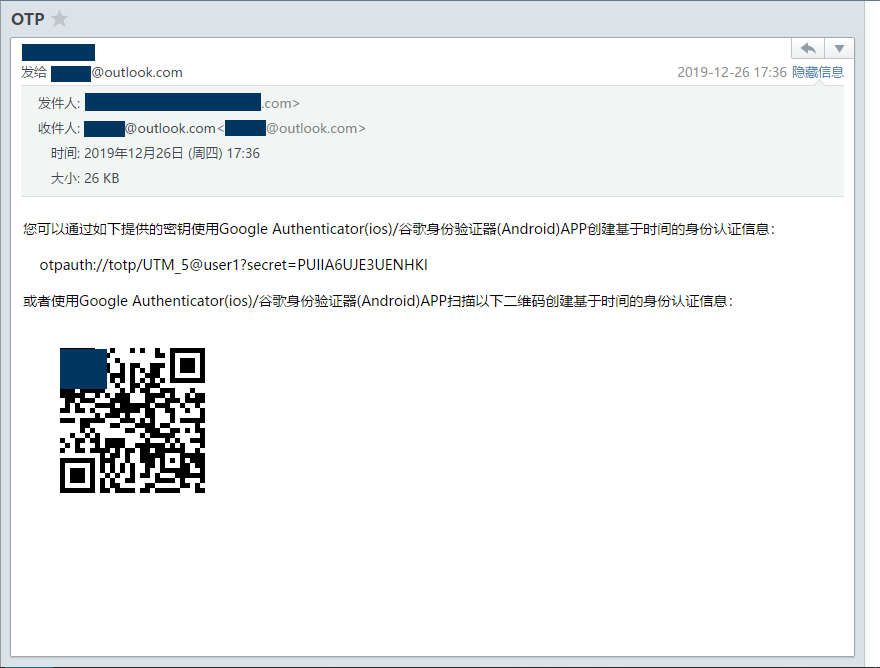 OTP
发给 @outlook.com
2019-12-26 17:36 隐藏信息
发件人: .com>
收件人: @outlook.com<@outlook.com>
时间: 2019年12月26日 (周四) 17:36
大小: 26 KB
您可以通过如下提供的密钥使用Google Authenticator(ios)/谷歌身份验证器(Android)APP创建基于时间的身份认证信息:
otpauth://totp/UTM_5@user1?secret=PUIIA6UJE3UENHKI
或者使用Google Authenticator(ios)/谷歌身份验证器(Android)APP扫描以下二维码创建基于时间的身份认证信息: